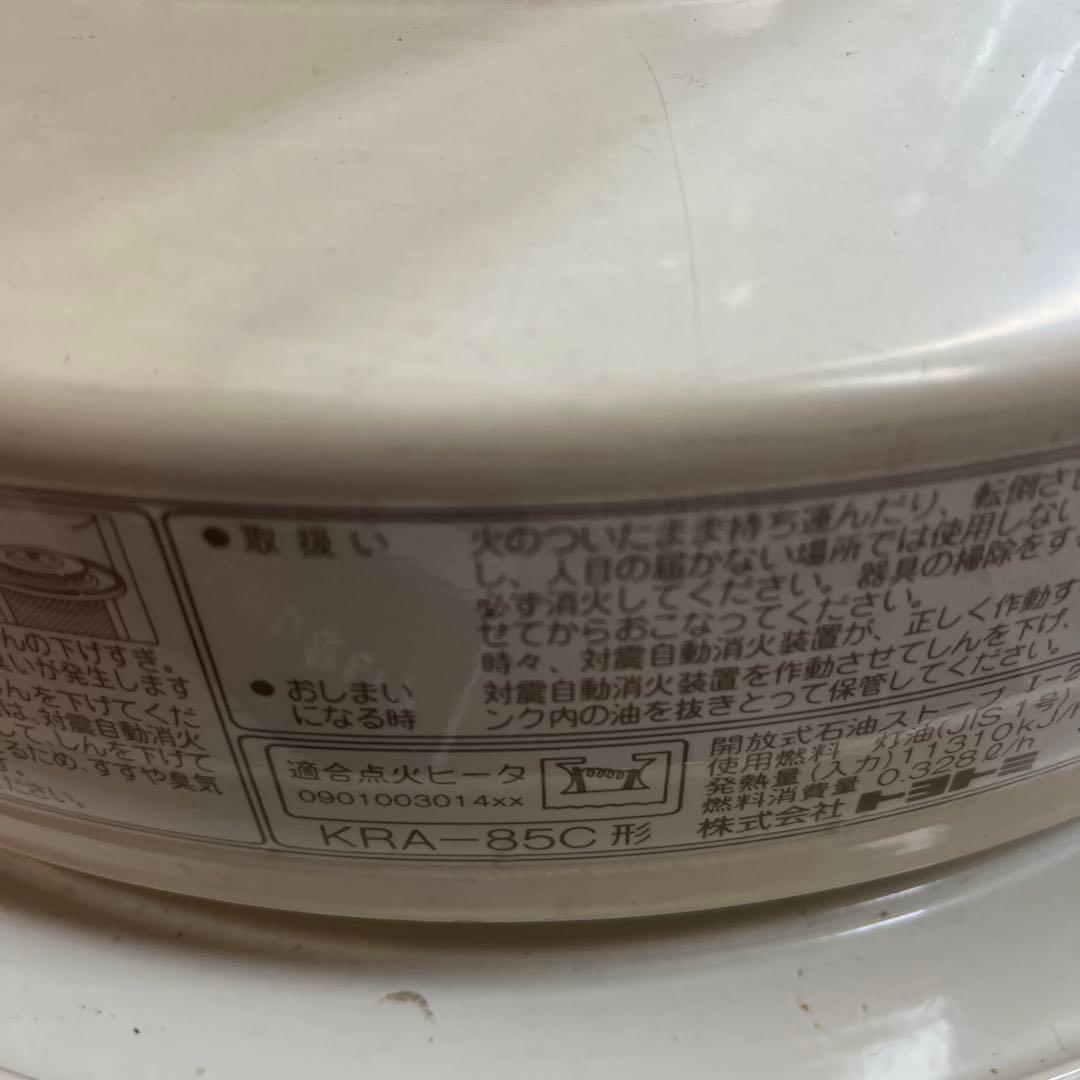 んの下げすぎ。
臭いが発生します
んを下げてくだ
は、対震自動消火
して、しんを下げて
るため、すすや臭気
ださい。
●取扱い
火のついたまま持ち運んだり、転倒させ
し、人目の届かない場所では使用しない
必ず消火してください。器具の掃除をす
せてからおこなってください。
時々、対震自動消火装置が、正しく作動す
●おしまい
になる時
対震自動消火装置を作動させてしんを下げ、
ンク内の油を抜きとって保管してください。
適合点火ヒータ
0901003014××
KRA-85C形
開放式石油ストーブ I-2
使用燃料 灯油(JIS 1号)
発熱量(入力)11310kJ/h
燃料消費量 0.328ℓ/h
株式会社トヨトミ